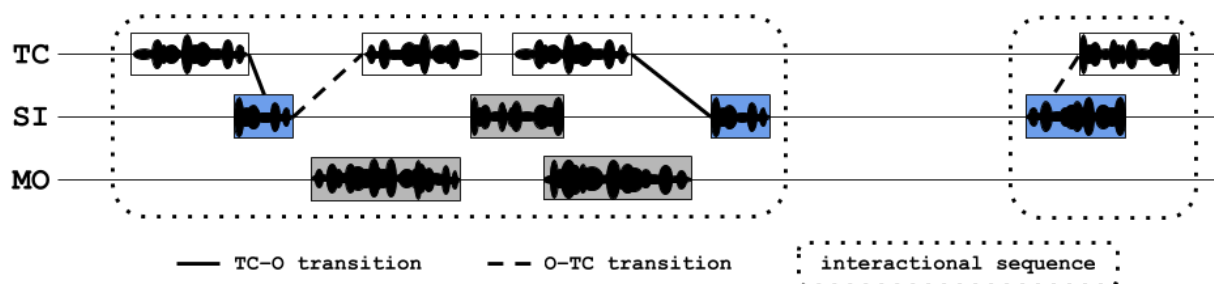 TC
SI
MO
TC-O transition
O-TC transition
interactional sequence